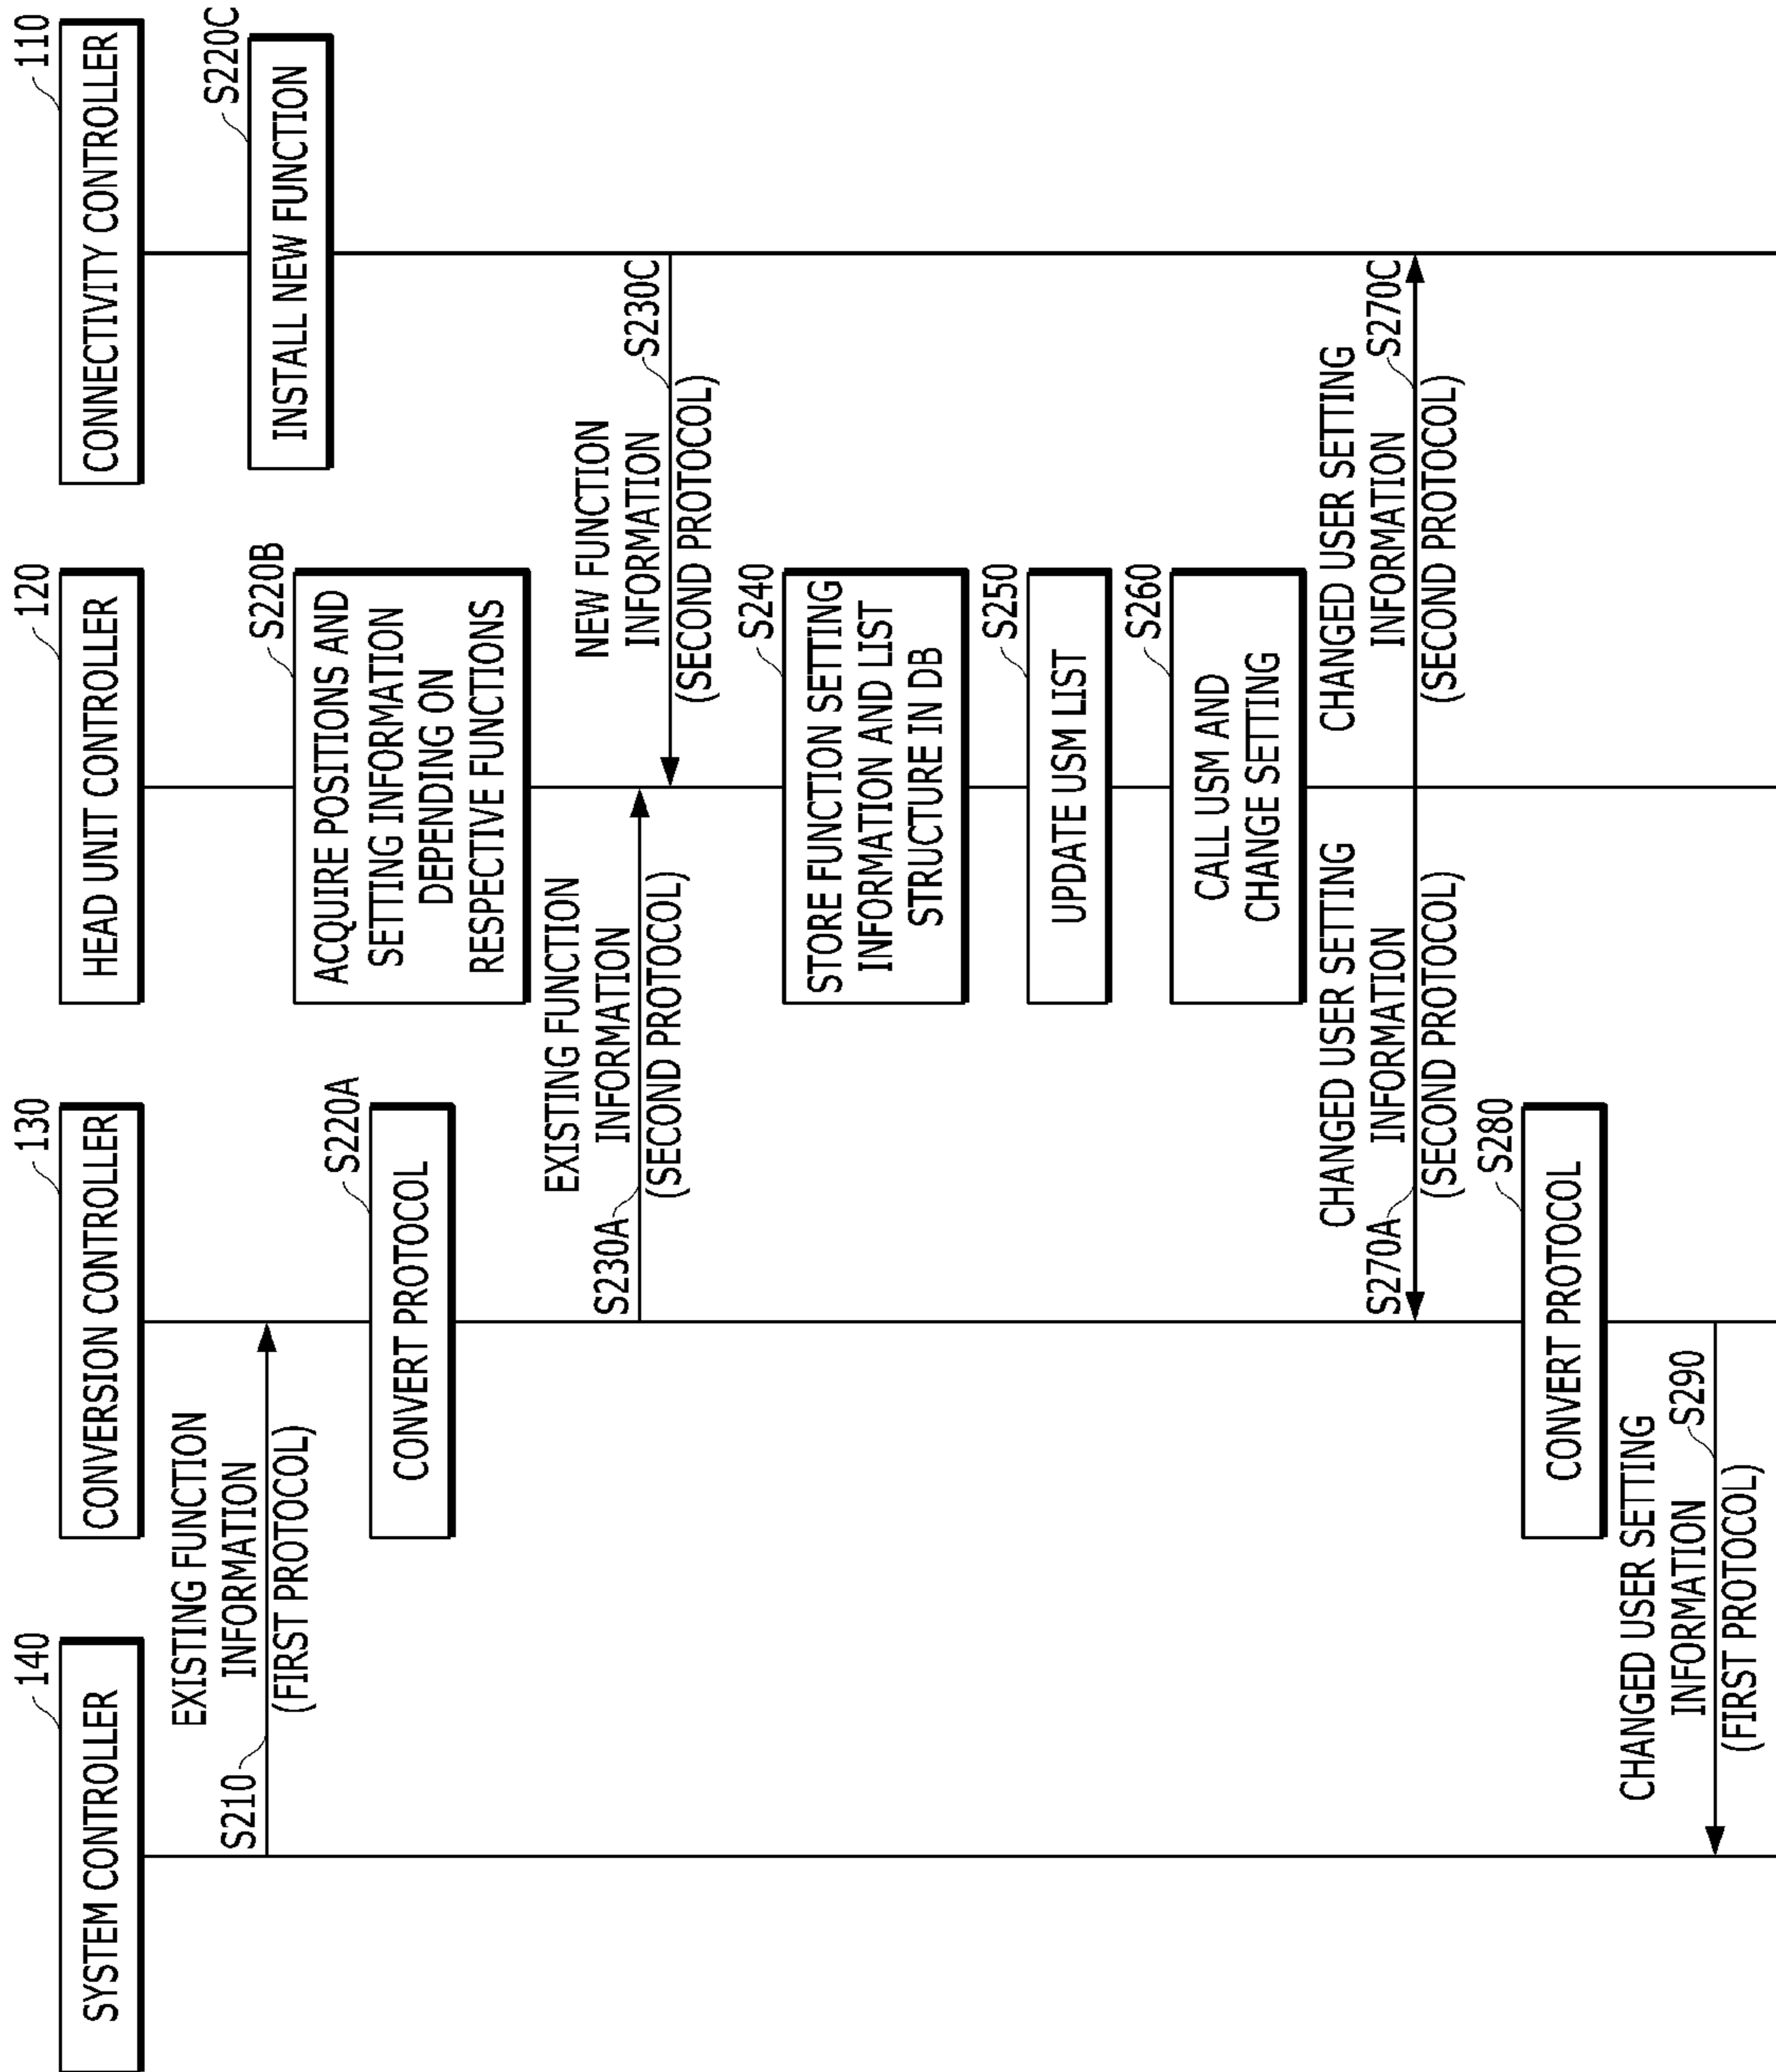 140
SYSTEM CONTROLLER
130
CONVERSION CONTROLLER
120
HEAD UNIT CONTROLLER
110
CONNECTIVITY CONTROLLER
EXISTING FUNCTION
INFORMATION
S210
(FIRST PROTOCOL)
S220A
CONVERT PROTOCOL
S220B
ACQUIRE POSITIONS AND
SETTING INFORMATION
DEPENDING ON
RESPECTIVE FUNCTIONS
S220C
INSTALL NEW FUNCTION
EXISTING FUNCTION
INFORMATION
S230A
(SECOND PROTOCOL)
NEW FUNCTION
INFORMATION
S230C
(SECOND PROTOCOL)
S240
STORE FUNCTION SETTING
INFORMATION AND LIST
STRUCTURE IN DB
S250
UPDATE USM LIST
S260
CALL USM AND
CHANGE SETTING
CHANGED USER SETTING
INFORMATION
S270A
(SECOND PROTOCOL)
CHANGED USER SETTING
INFORMATION
S270C
(SECOND PROTOCOL)
S280
CONVERT PROTOCOL
CHANGED USER SETTING
INFORMATION
S290
(FIRST PROTOCOL)